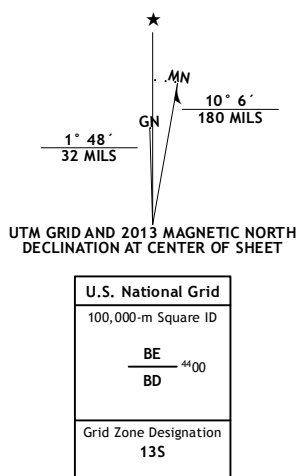 ★
MN
GN
10° 6´
180 MILS
1° 48´
32 MILS
UTM GRID AND 2013 MAGNETIC NORTH
DECLINATION AT CENTER OF SHEET
U.S. National Grid
100,000-m Square ID
BE
4400
BD
Grid Zone Designation
13S